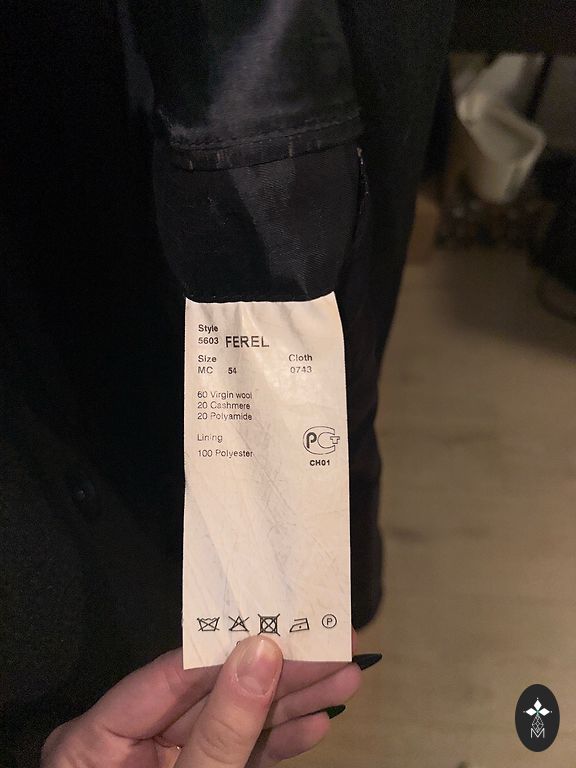 Style
5603 FEREL
Size Cloth
MC 54 0743
60 Virgin wool
20 Cashmere
20 Polyamide
Lining
100 Polyester
РСТ
CH01
P
M